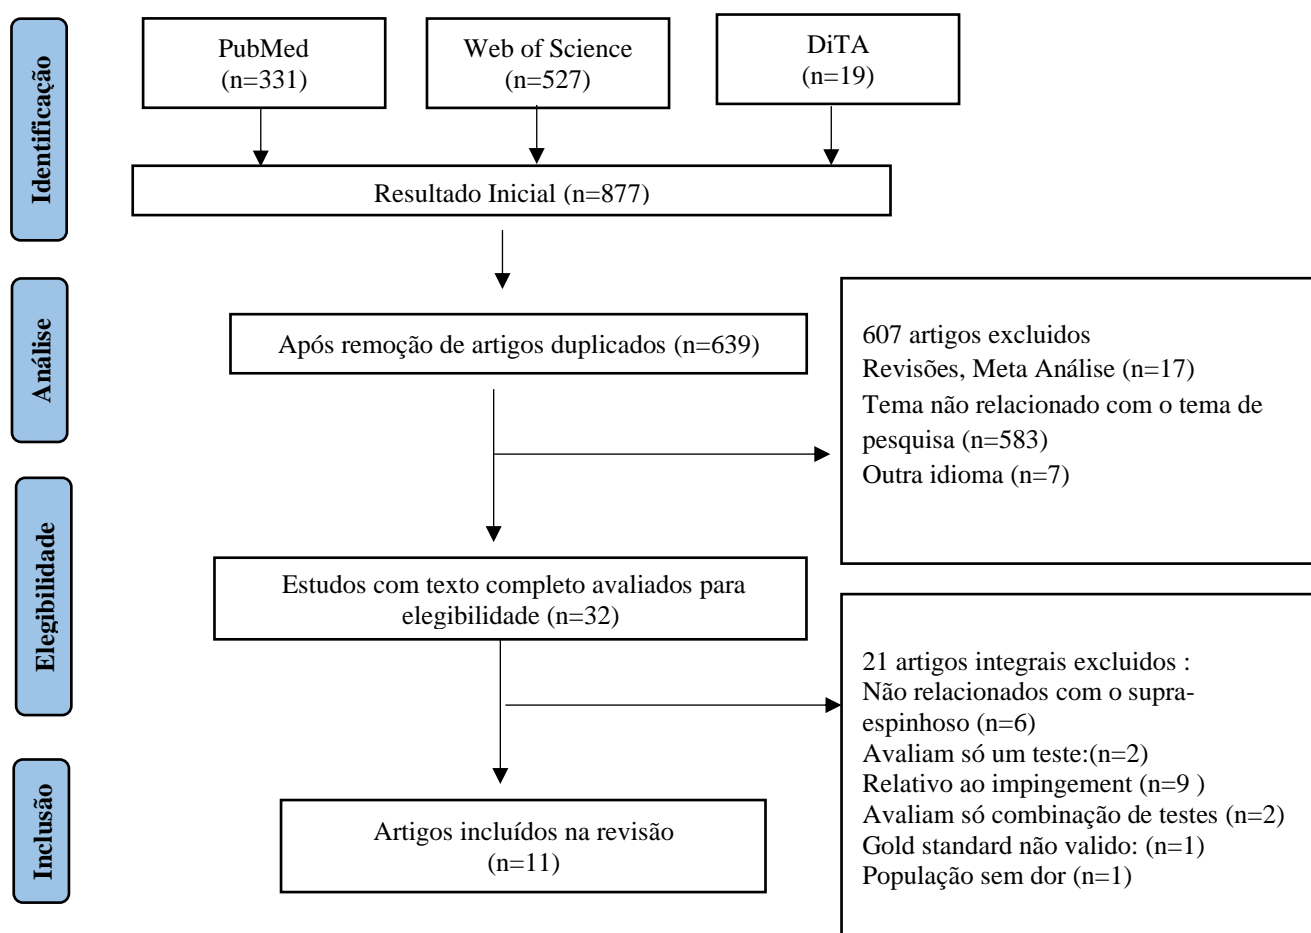 Identificação
PubMed
(n=331)
Web of Science
(n=527)
DiTA
(n=19)
Resultado Inicial (n=877)
Análise
Após remoção de artigos duplicados (n=639)
607 artigos excluidos
Revisões, Meta Análise (n=17)
Tema não relacionado com o tema de
pesquisa (n=583)
Outra idioma (n=7)
Elegibilidade
Estudos com texto completo avaliados para
elegibilidade (n=32)
21 artigos integrais excluidos :
Não relacionados com o supra-
espinhoso (n=6)
Avaliam só um teste:(n=2)
Relativo ao impingement (n=9 )
Avaliam só combinação de testes (n=2)
Gold standard não valido: (n=1)
População sem dor (n=1)
Inclusão
Artigos incluídos na revisão
(n=11)